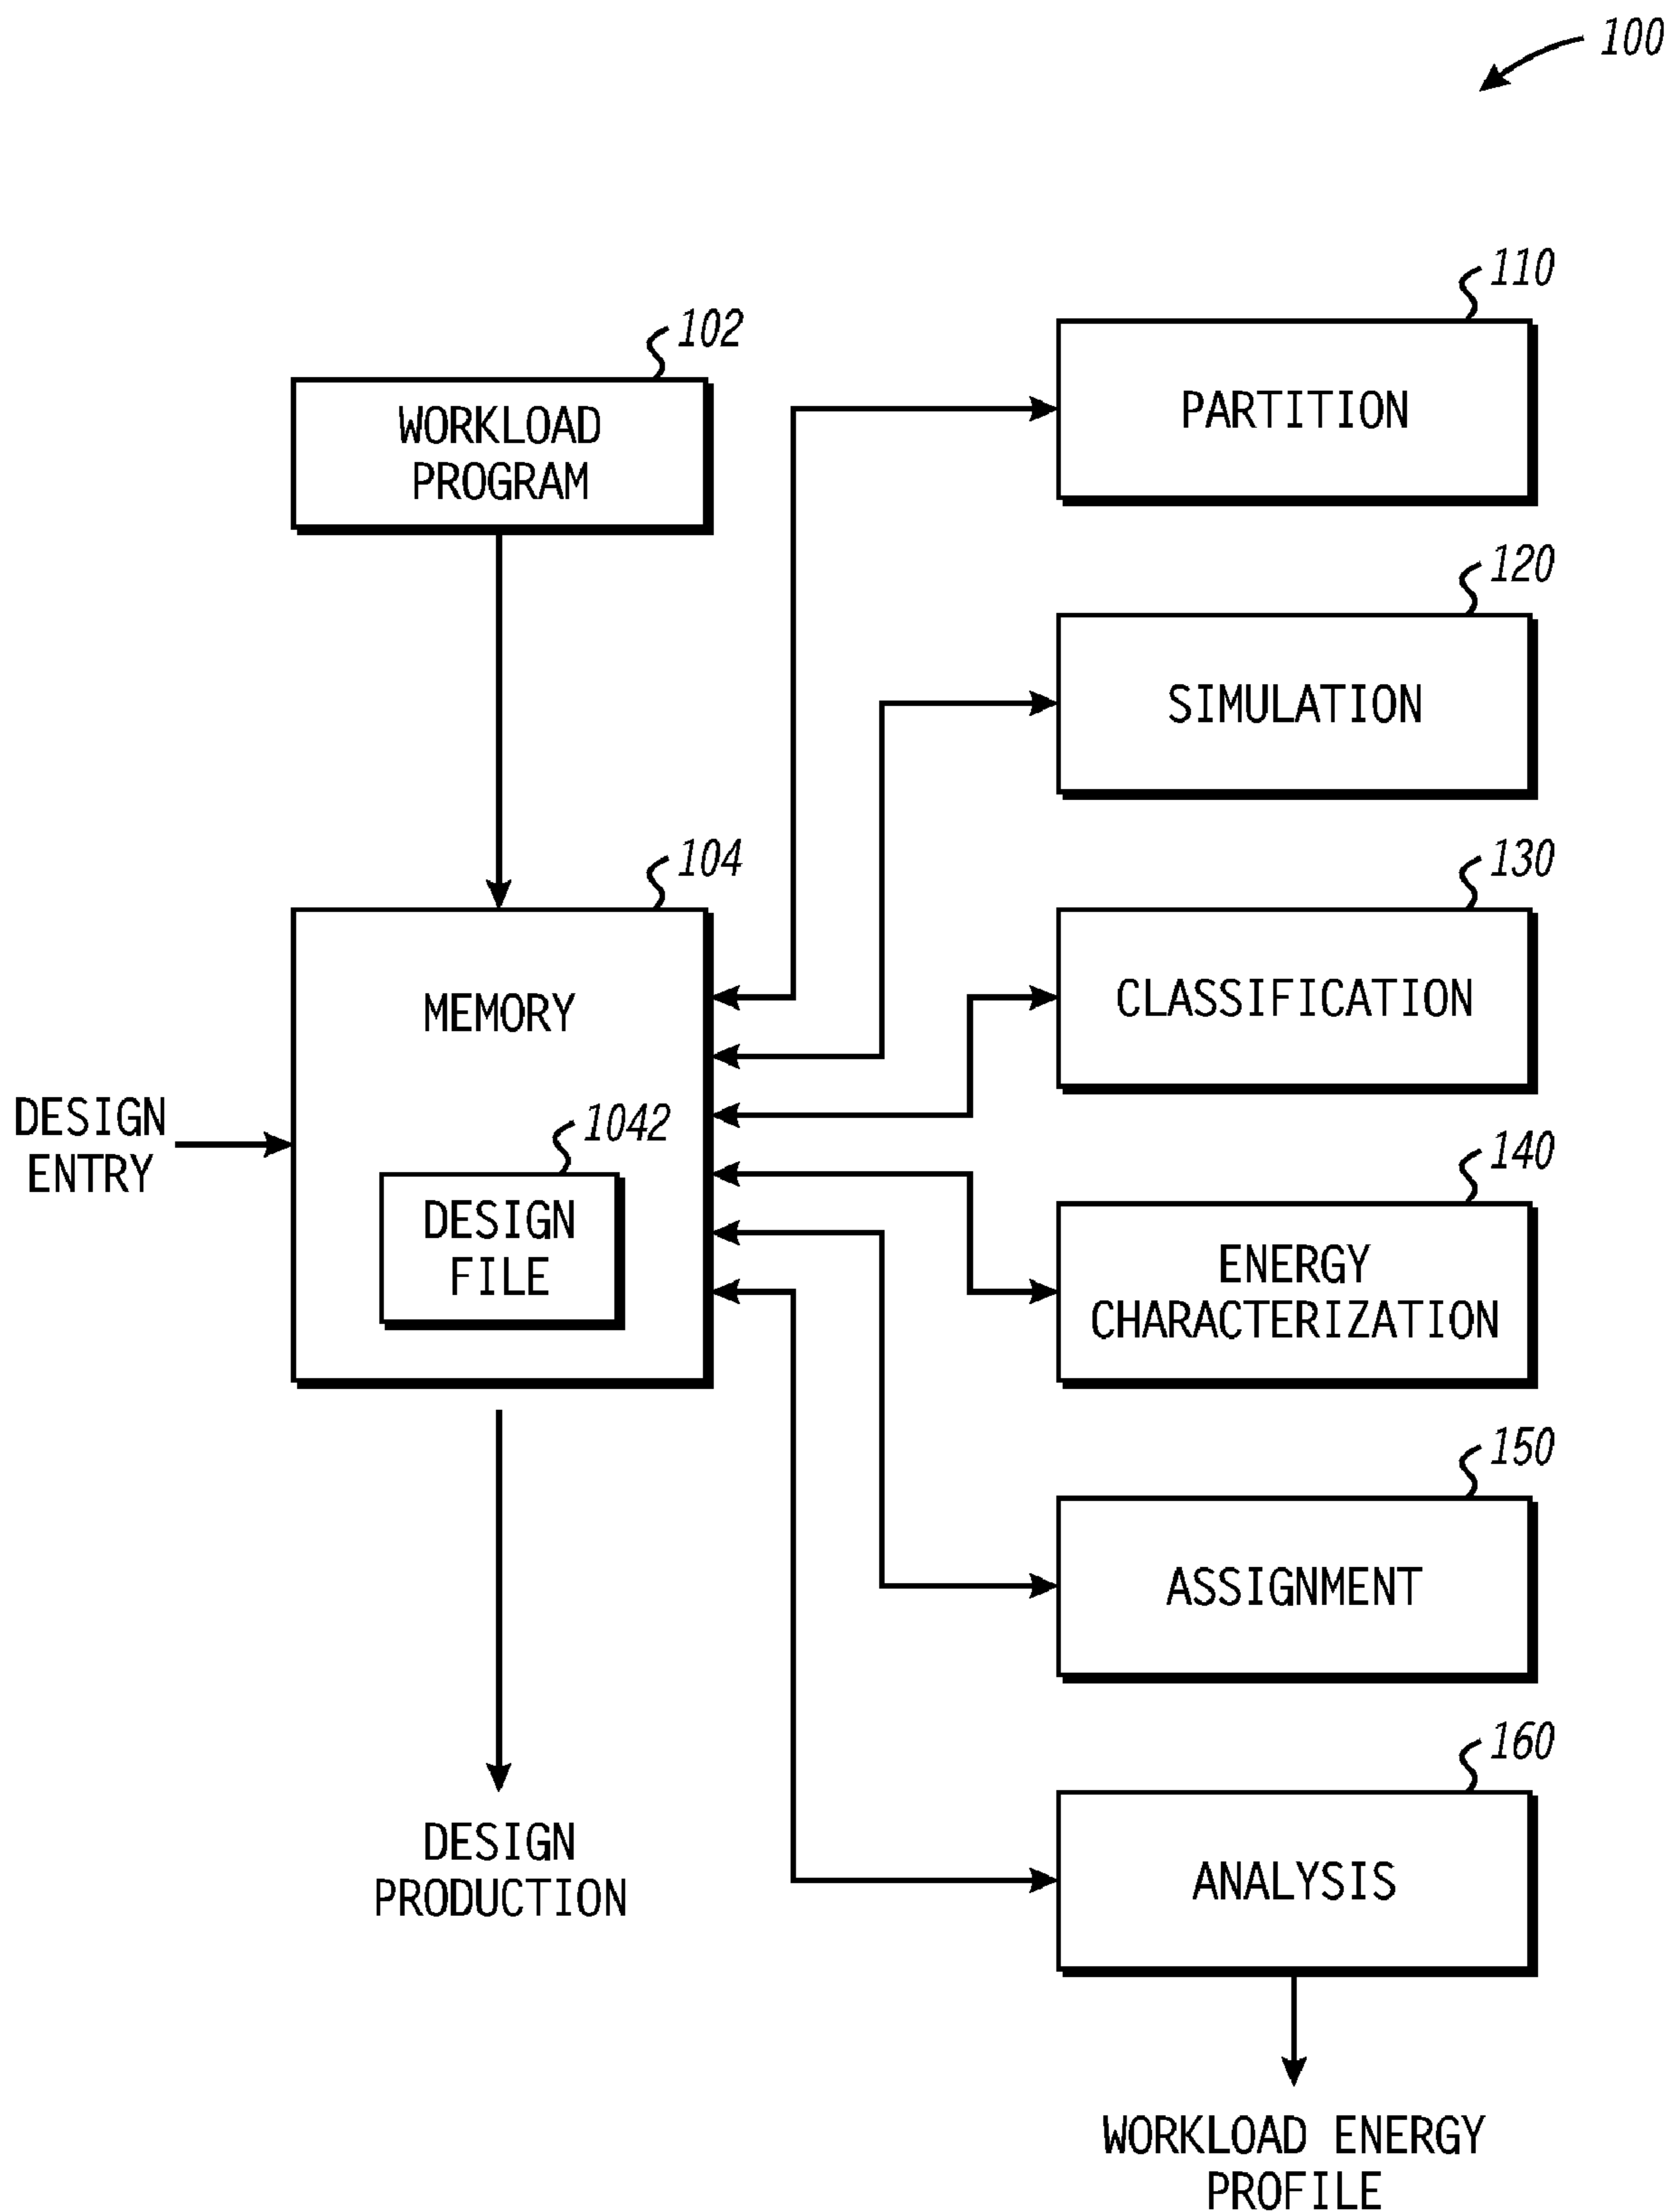 100
110
PARTITION
102
WORKLOAD
PROGRAM
120
SIMULATION
104
MEMORY
130
CLASSIFICATION
DESIGN
ENTRY
1042
DESIGN
FILE
140
ENERGY
CHARACTERIZATION
150
ASSIGNMENT
160
ANALYSIS
DESIGN
PRODUCTION
WORKLOAD ENERGY
PROFILE